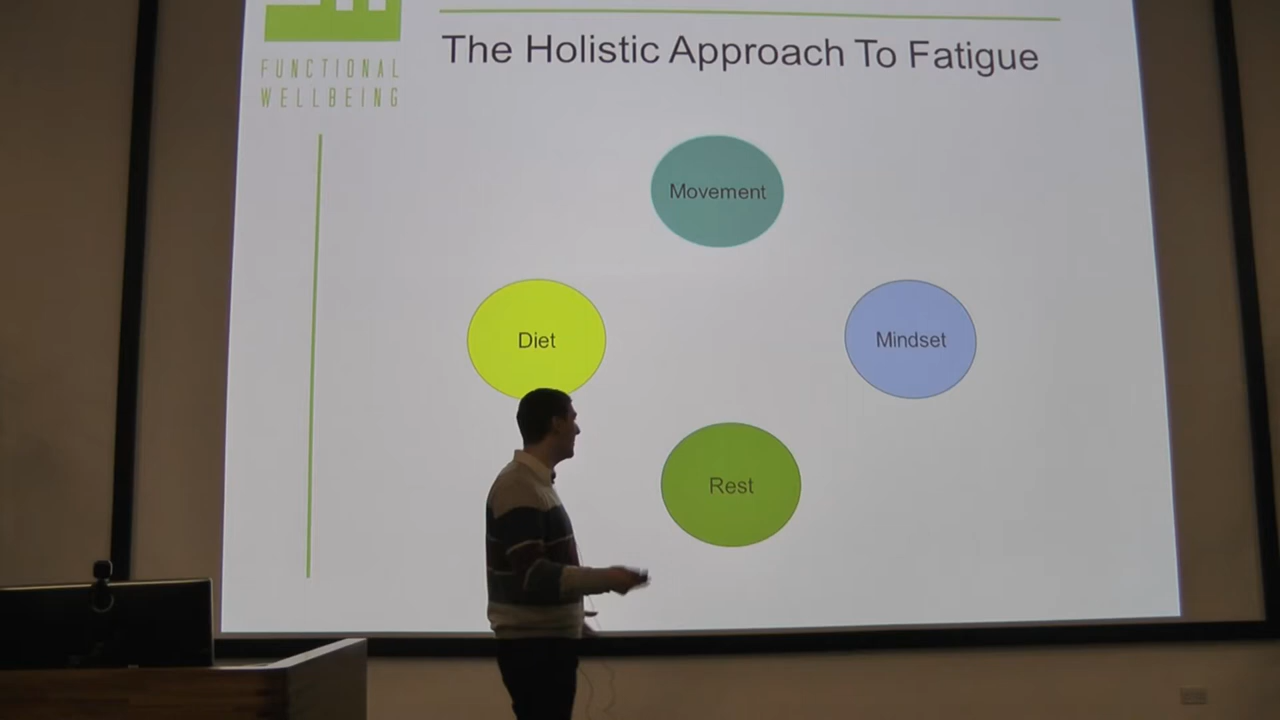 The Holistic Approach To Fatigue
FUNCTIONAL
WELLBEING
Movement
Diet
Mindset
Rest